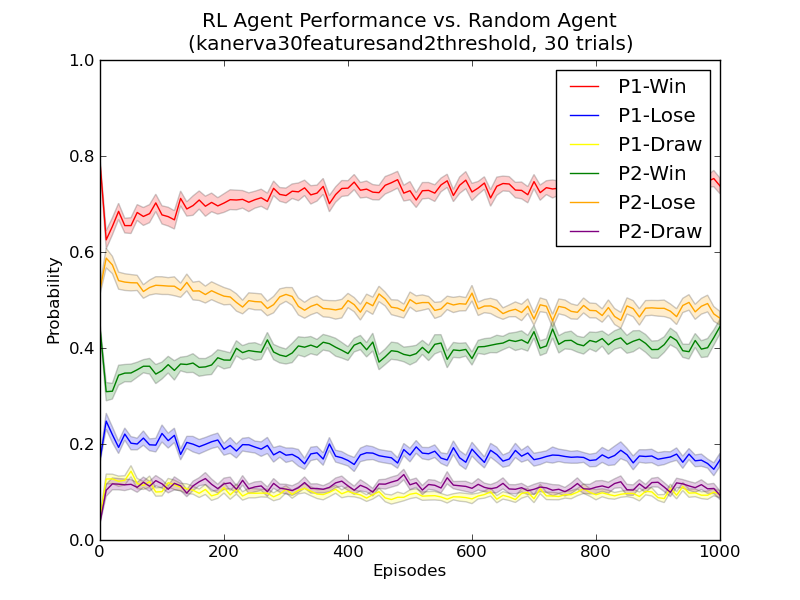 RL Agent Performance vs. Random Agent
(kanerva30featuresand2threshold, 30 trials)
1.0
0.8
0.6
0.4
0.2
0.0
Probability
P1-Win
P1-Lose
P1-Draw
P2-Win
P2-Lose
P2-Draw
0 200 400 600 800 1000
Episodes